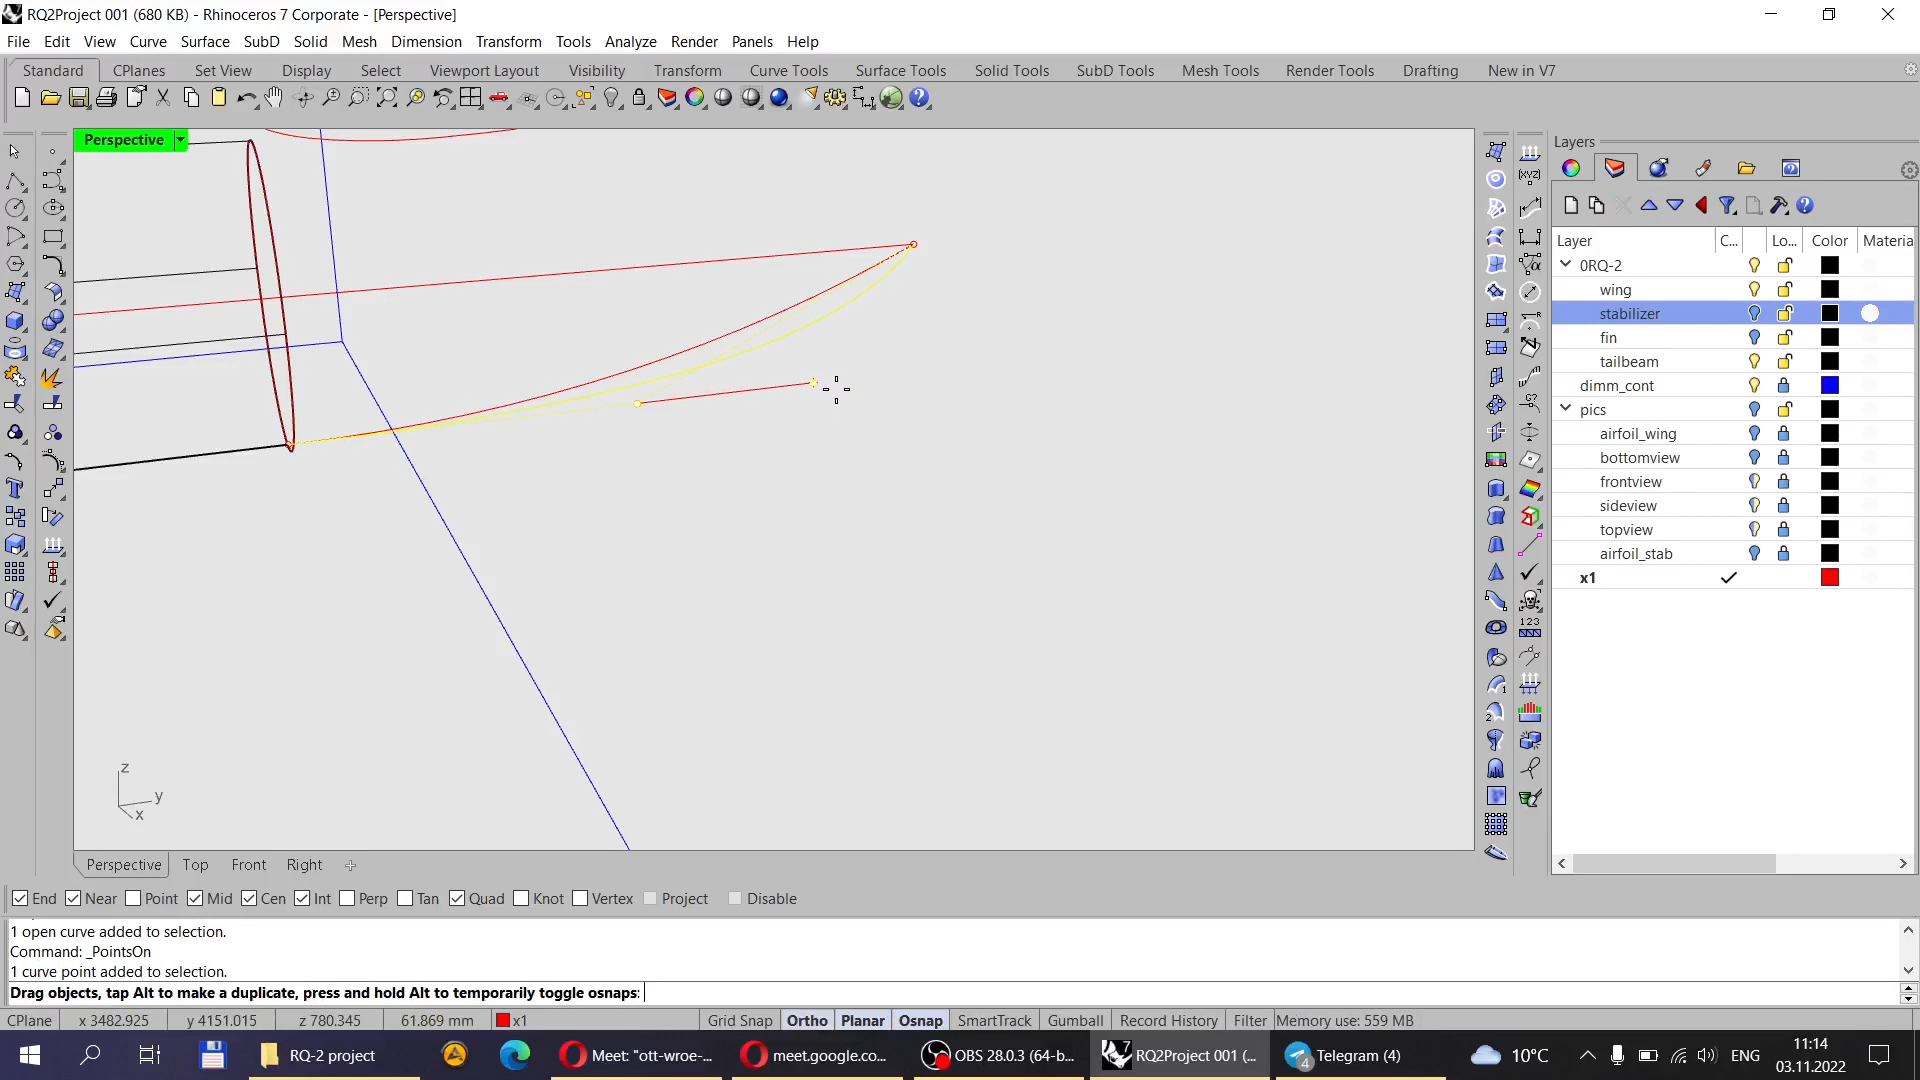 RQ2Project 001 (680 KB) - Rhinoceros 7 Corporate - [Perspective]
File Edit View Curve Surface SubD Solid Mesh Dimension Transform Tools Analyze Render Panels Help
Standard CPlanes Set View Display Select Viewport Layout Visibility Transform Curve Tools Surface Tools Solid Tools SubD Tools Mesh Tools Render Tools Drafting New in V7
Perspective
Layers
Layer C... Lo... Color Materia
0RQ-2
wing
stabilizer
fin
tailbeam
dimm_cont
pics
airfoil_wing
bottomview
frontview
sideview
topview
airfoil_stab
x1
z
y
x
Perspective Top Front Right
End Near Point Mid Cen Int Perp Tan Quad Knot Vertex Project Disable
1 open curve added to selection.
Command: _PointsOn
1 curve point added to selection.
Drag objects, tap Alt to make a duplicate, press and hold Alt to temporarily toggle osnaps:
CPlane x 3482.925 y 4151.015 z 780.345 61.869 mm x1 Grid Snap Ortho Planar Osnap SmartTrack Gumball Record History Filter Memory use: 559 MB
RQ-2 project Meet: "ott-wroe-... meet.google.co... OBS 28.0.3 (64-b... RQ2Project 001 (... 4 Telegram (4) 10°C ENG 11:14
03.11.2022